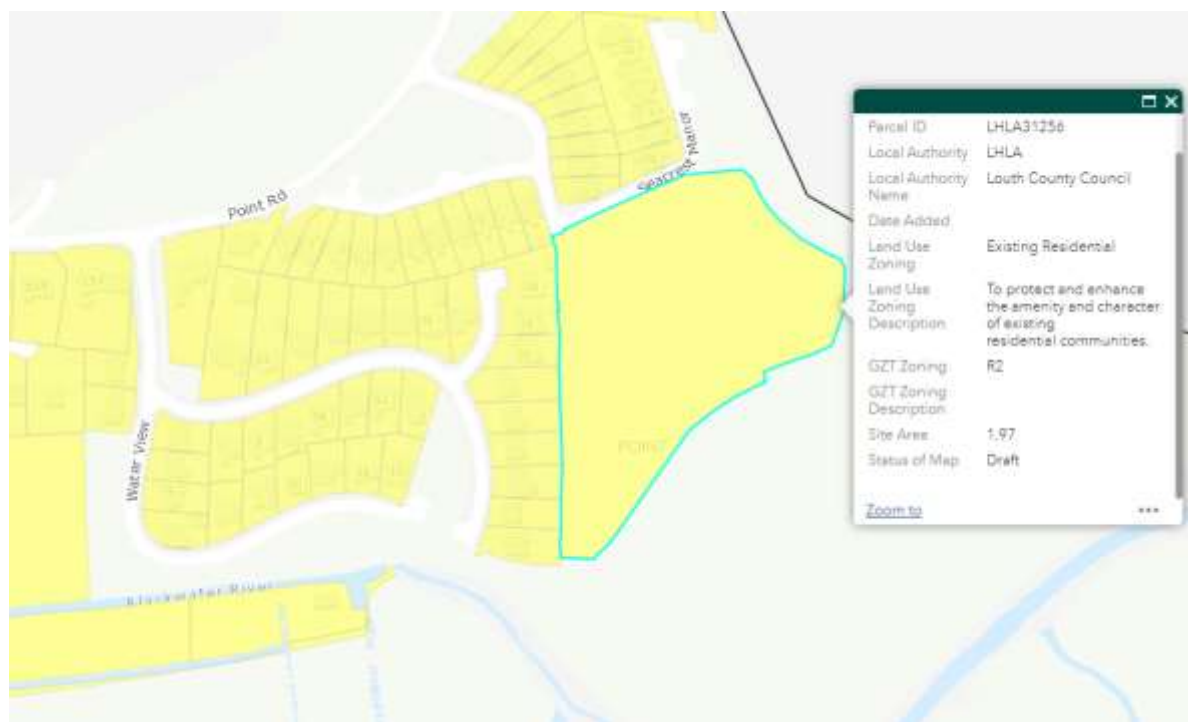 Point Rd
Seacrest Manor
Water View
Blackwater River
POINT
Parcel ID LHLA31256
Local Authority LHLA
Local Authority Louth County Council
Name
Date Added
Land Use Existing Residential
Zoning
Land Use To protect and enhance
Zoning the amenity and character
Description of existing
residential communities.
GZT Zoning R2
GZT Zoning
Description
Site Area 1.97
Status of Map Draft
Zoom to